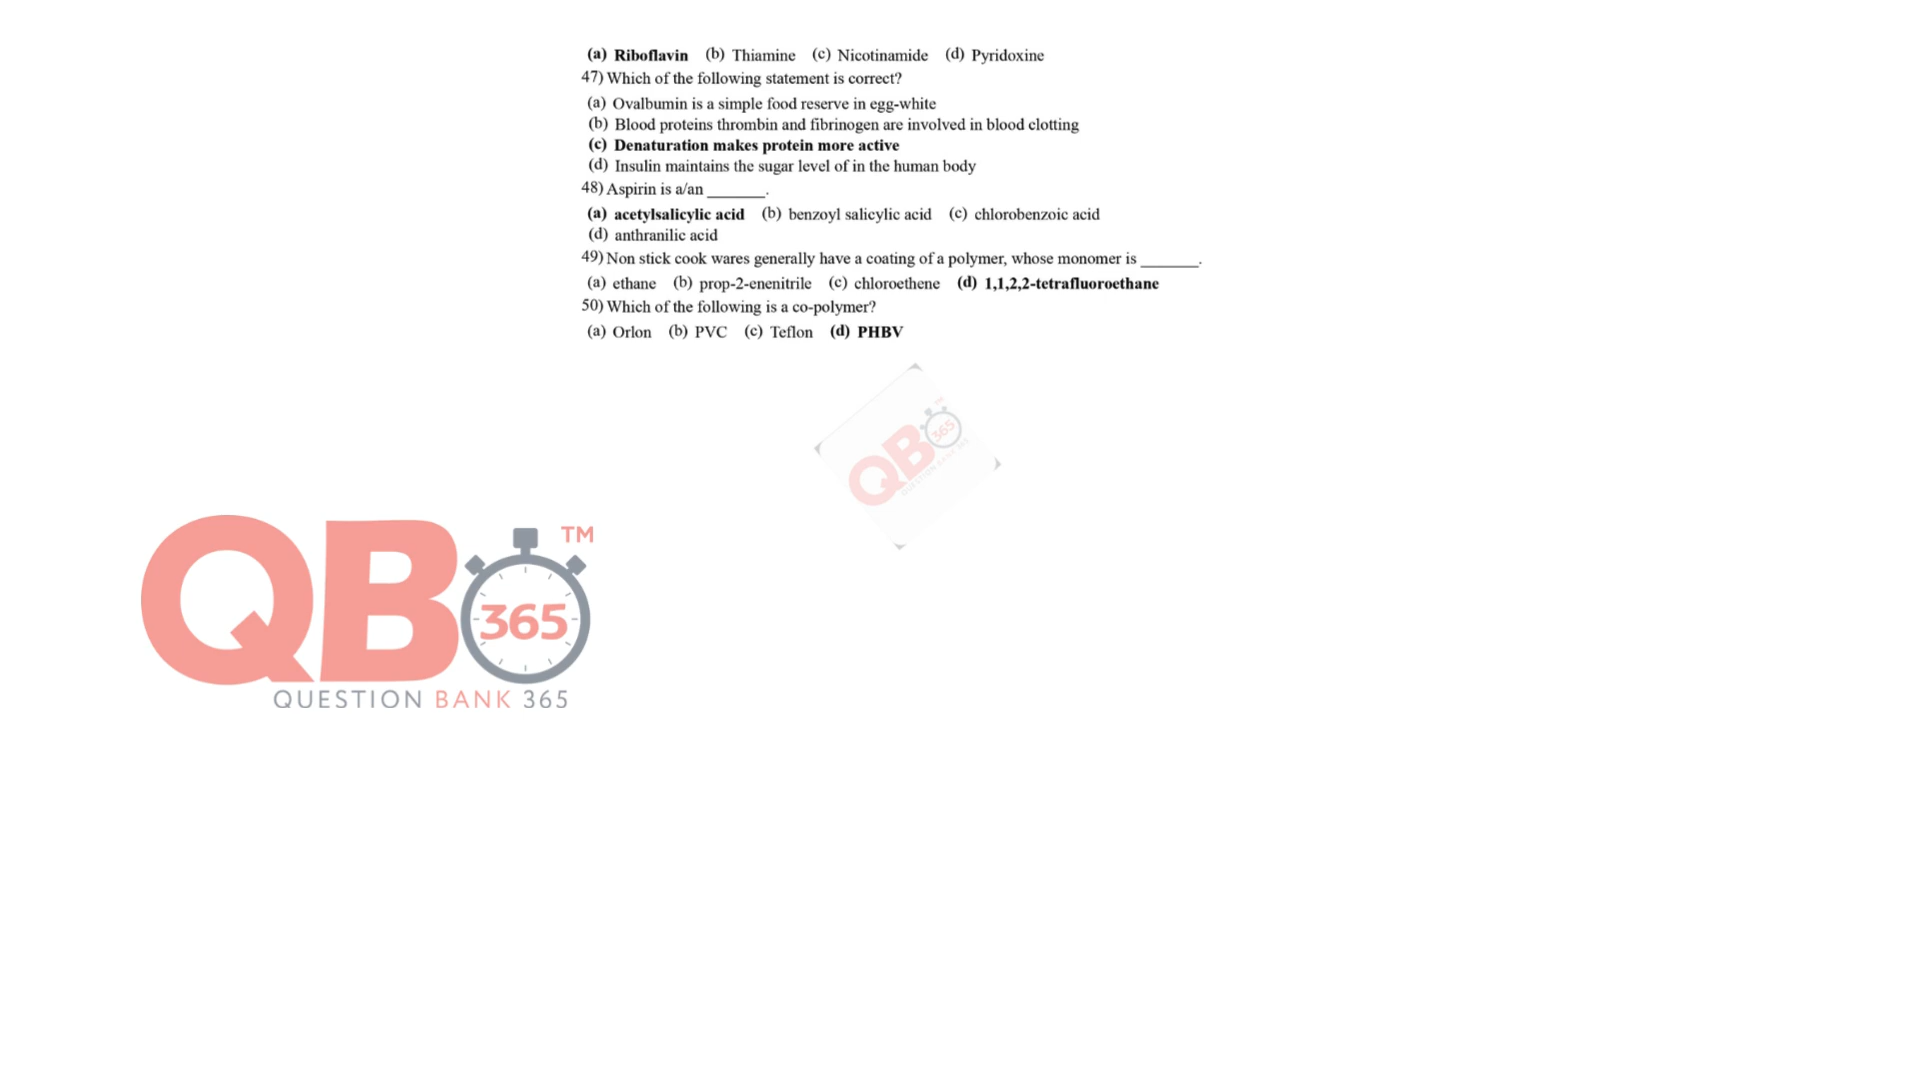 (a) Riboflavin (b) Thiamine (c) Nicotinamide (d) Pyridoxine
47) Which of the following statement is correct?
(a) Ovalbumin is a simple food reserve in egg-white
(b) Blood proteins thrombin and fibrinogen are involved in blood clotting
(c) Denaturation makes protein more active
(d) Insulin maintains the sugar level of in the human body
48) Aspirin is a/an _______.
(a) acetylsalicylic acid (b) benzoyl salicylic acid (c) chlorobenzoic acid
(d) anthranilic acid
49) Non stick cook wares generally have a coating of a polymer, whose monomer is _______.
(a) ethane (b) prop-2-enenitrile (c) chloroethene (d) 1,1,2,2-tetrafluoroethane
50) Which of the following is a co-polymer?
(a) Orlon (b) PVC (c) Teflon (d) PHBV
QB 365 TM
QUESTION BANK 365
QB 365 TM
QUESTION BANK 365